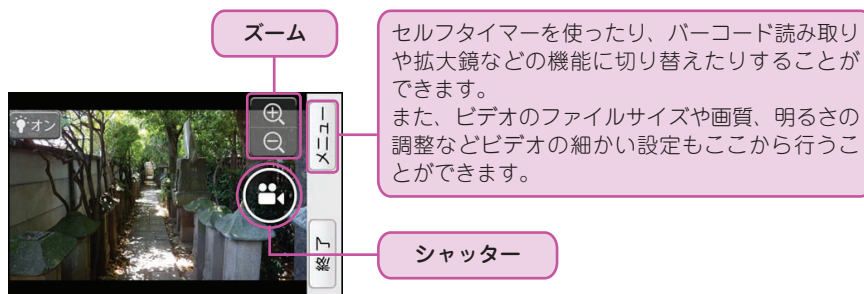 ズーム
セルフタイマーを使ったり、バーコード読み取り
や拡大鏡などの機能に切り替えたりすることが
できます。
また、ビデオのファイルサイズや画質、明るさの
調整などビデオの細かい設定もここから行うこ
とができます。
オン
メニュー
シャッター
終了